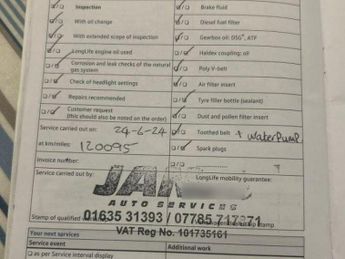 Inspection
With oil change
With extended scope of inspection
LongLife engine oil used
Corrosion and leak checks of the natural
gas system
Check of headlight settings
Repairs recommended
Customer request
(this should also be noted on the order)
Service carried out on: 24-6-24
at km/miles: 120095
Invoice number:
Service carried out by:
Brake fluid
Diesel fuel filter
Gearbox oil: DSG®, ATF
Haldex coupling: oil
Poly V-belt
Air filter insert
Tyre filler bottle (sealant)
Dust and pollen filter insert
Toothed belt + Water Pump
Spark plugs
LongLife mobility guarantee:
AUTO SERVICES
01635 31393 / 07785 717371
VAT Reg No. 101735161
Stamp of
stamp
Your next services
Service event
Additional work
as per Service interval display